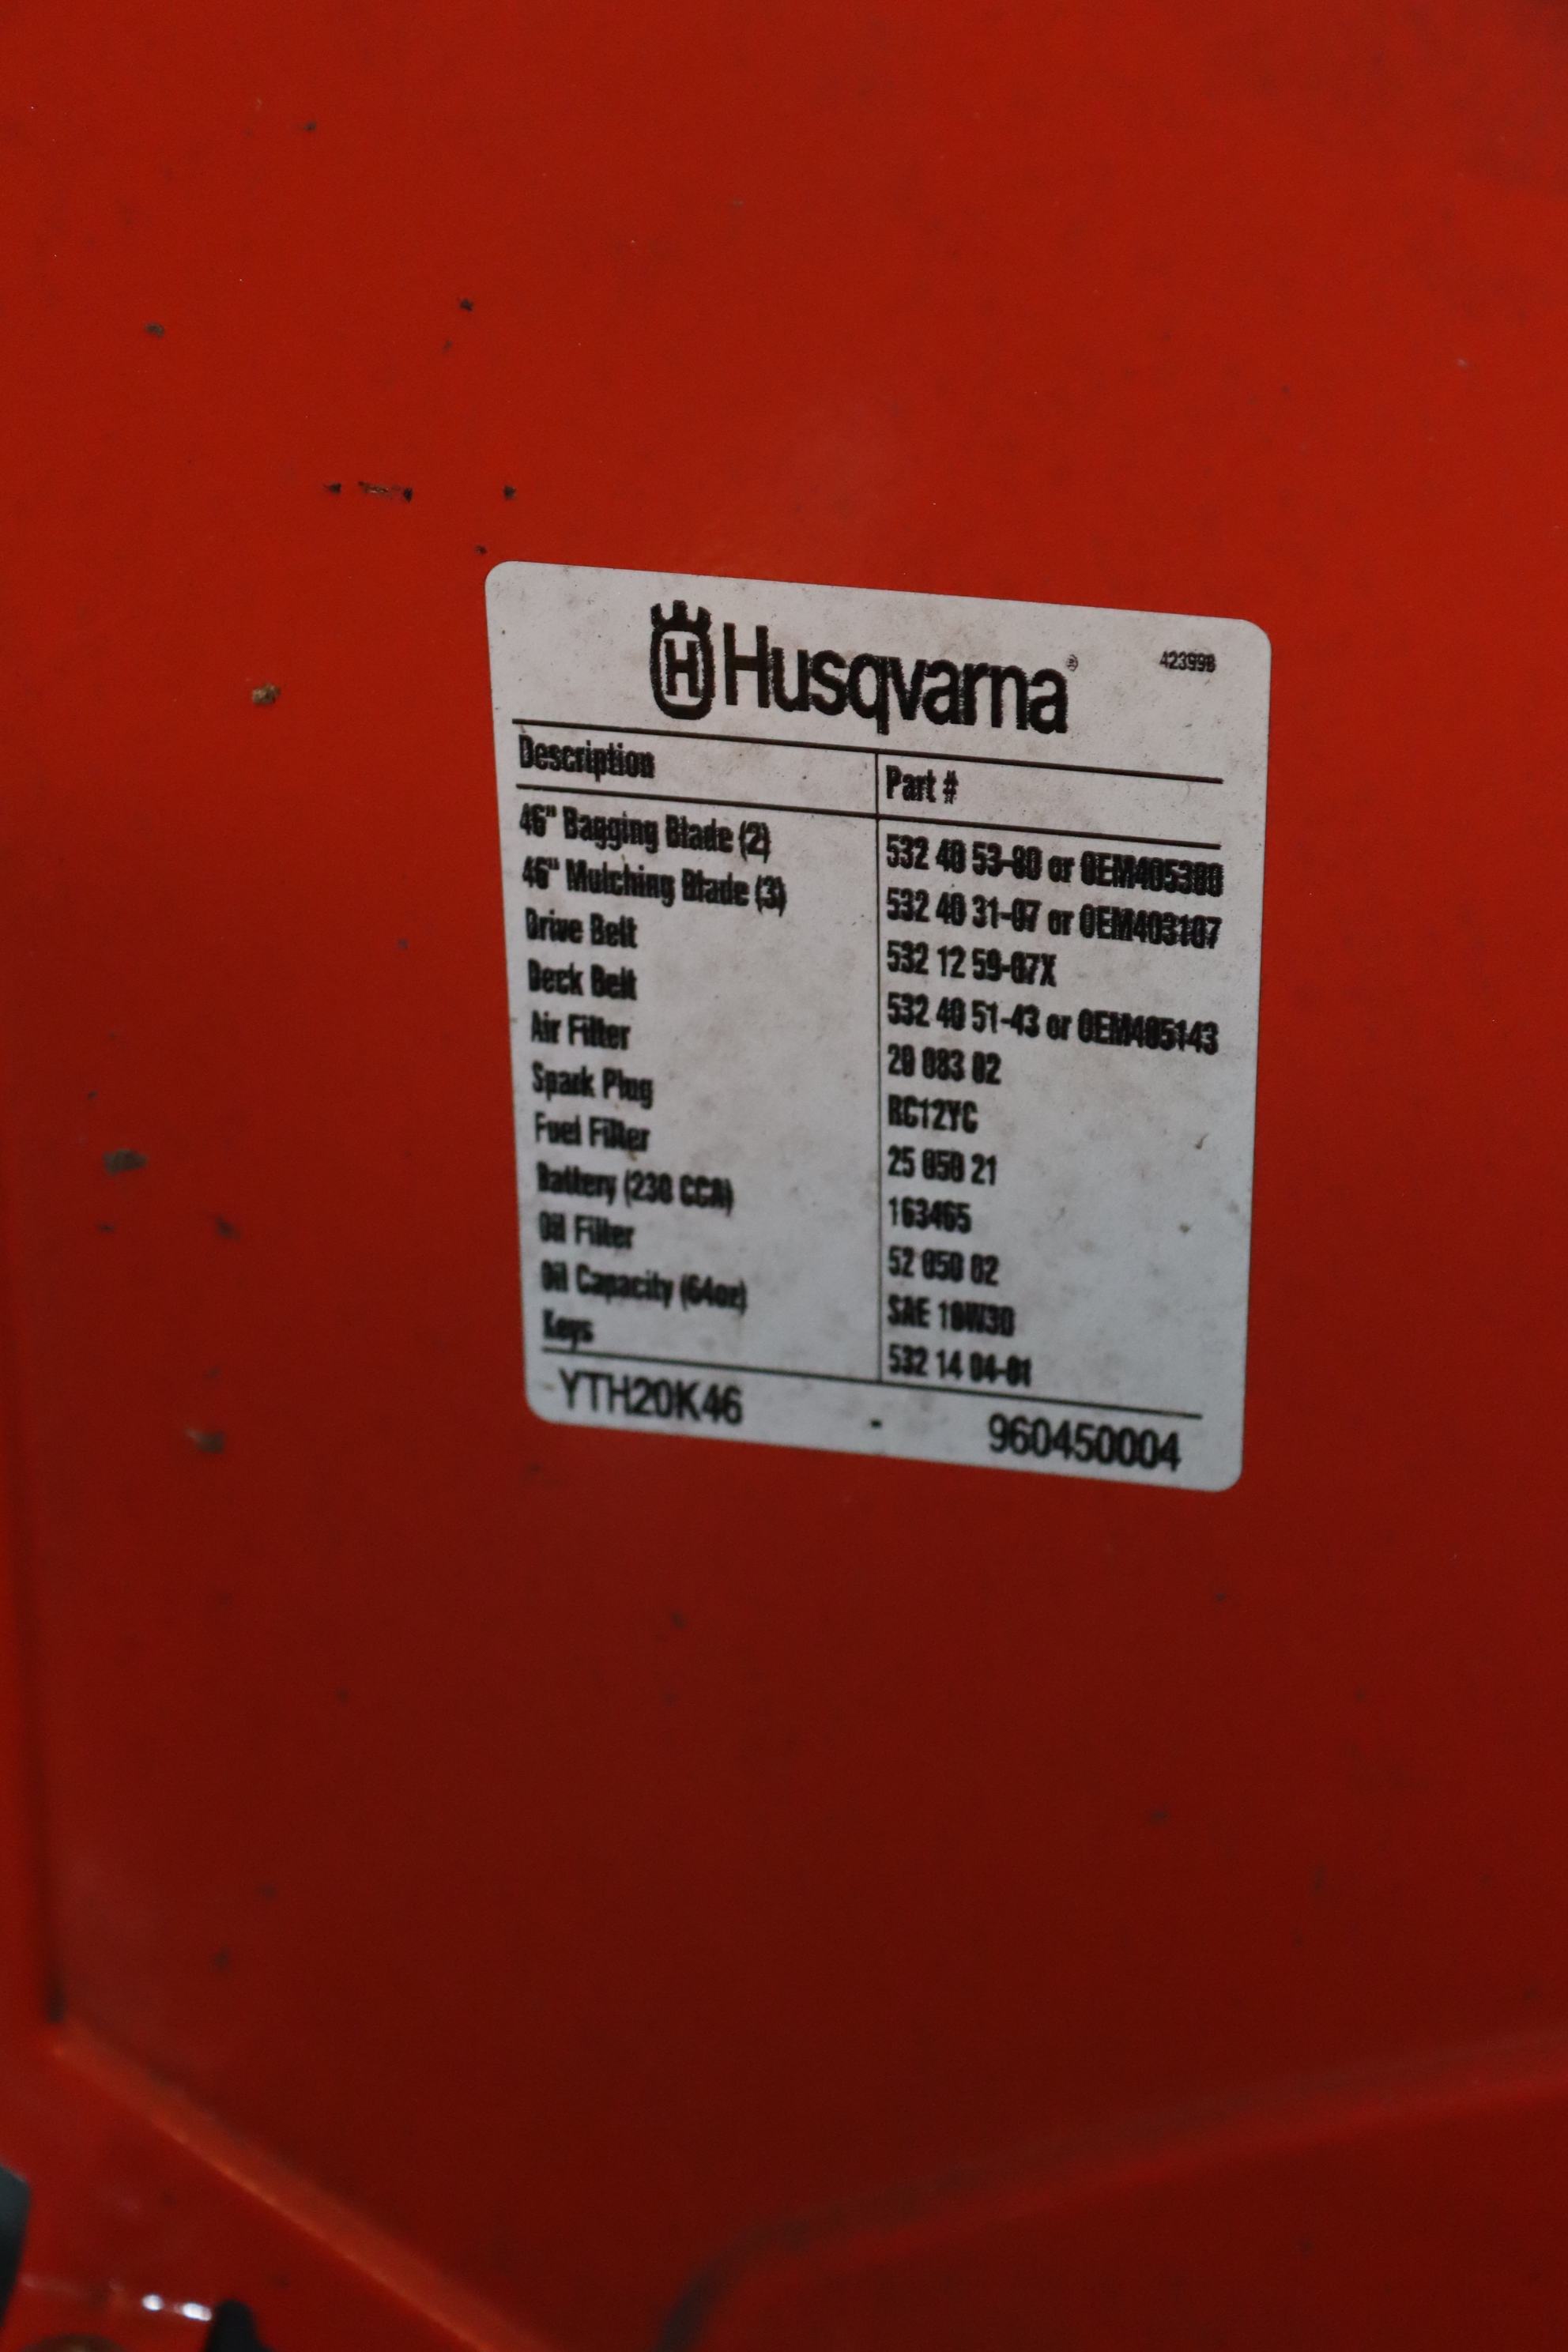 Husqvarna® 423998
Description Part #
46" Bagging Blade (2) 532 40 53-80 or OEM405380
46" Mulching Blade (3) 532 40 31-07 or OEM403107
Drive Belt 532 12 59-07X
Deck Belt 532 40 51-43 or OEM405143
Air Filter 20 083 02
Spark Plug RC12YC
Fuel Filter 25 050 21
Battery (230 CCA) 163465
Oil Filter 52 050 02
Oil Capacity (64oz) SAE 10W30
Keys 532 14 04-01
YTH20K46 - 960450004